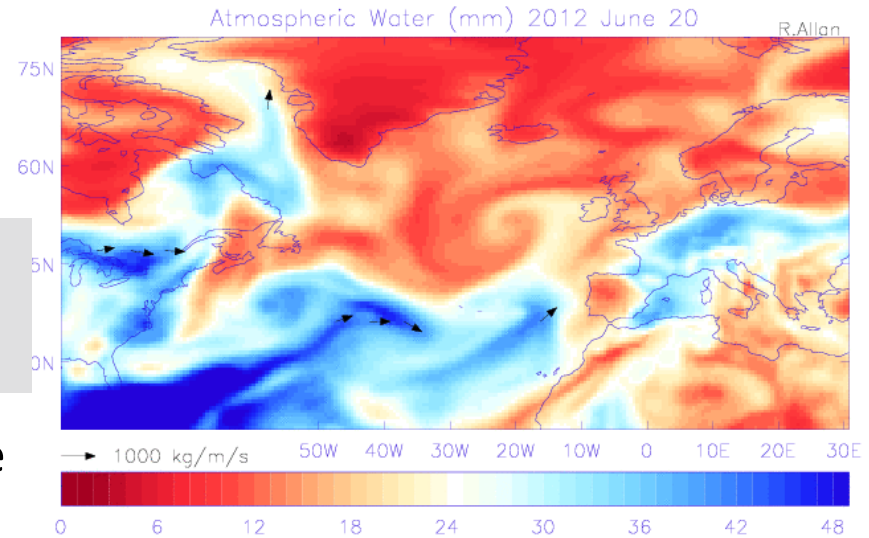 Atmospheric Water (mm) 2012 June 20
R.Allan
75N
60N
5N
0N
e
1000 kg/m/s
50W 40W 30W 20W 10W 0 10E 20E 30E
0 6 12 18 24 30 36 42 48